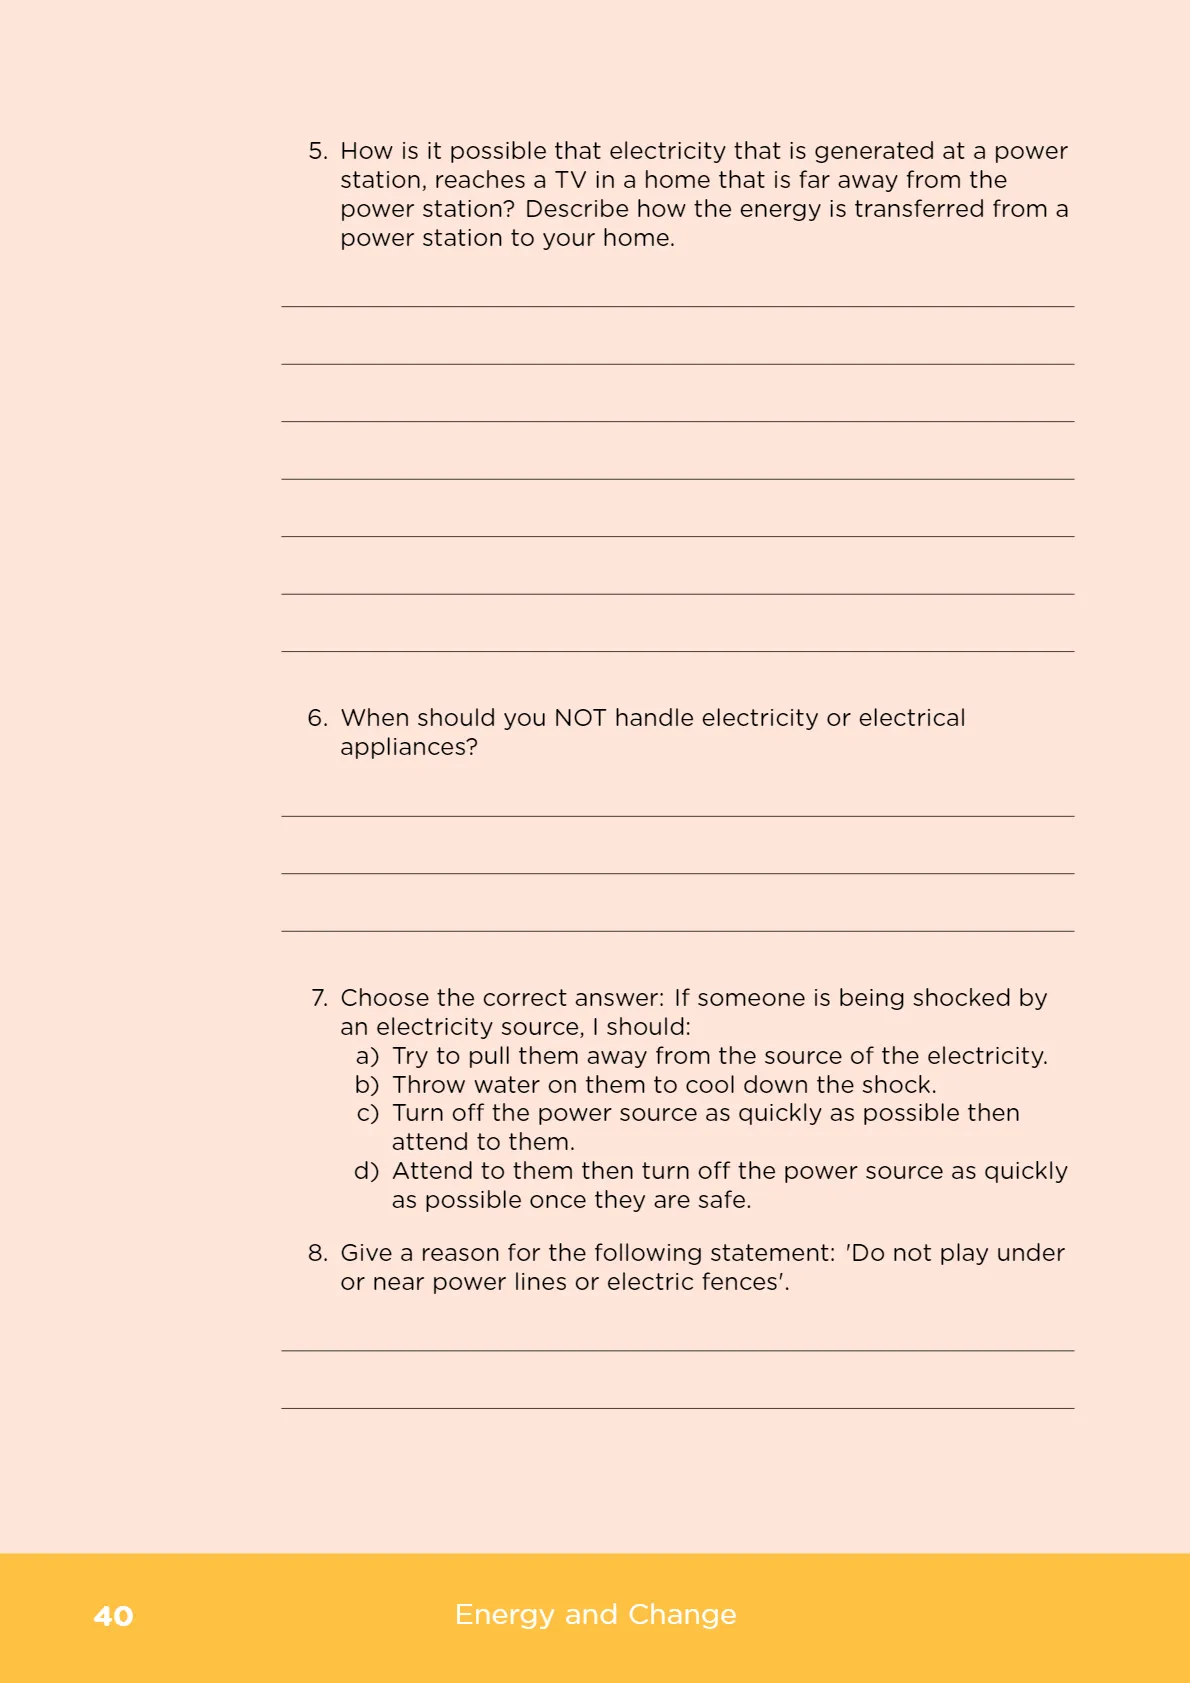 5. How is it possible that electricity that is generated at a power
station, reaches a TV in a home that is far away from the
power station? Describe how the energy is transferred from a
power station to your home.
6. When should you NOT handle electricity or electrical
appliances?
7. Choose the correct answer: If someone is being shocked by
an electricity source, I should:
a) Try to pull them away from the source of the electricity.
b) Throw water on them to cool down the shock.
c) Turn off the power source as quickly as possible then
attend to them.
d) Attend to them then turn off the power source as quickly
as possible once they are safe.
8. Give a reason for the following statement: 'Do not play under
or near power lines or electric fences'.
40 Energy and Change